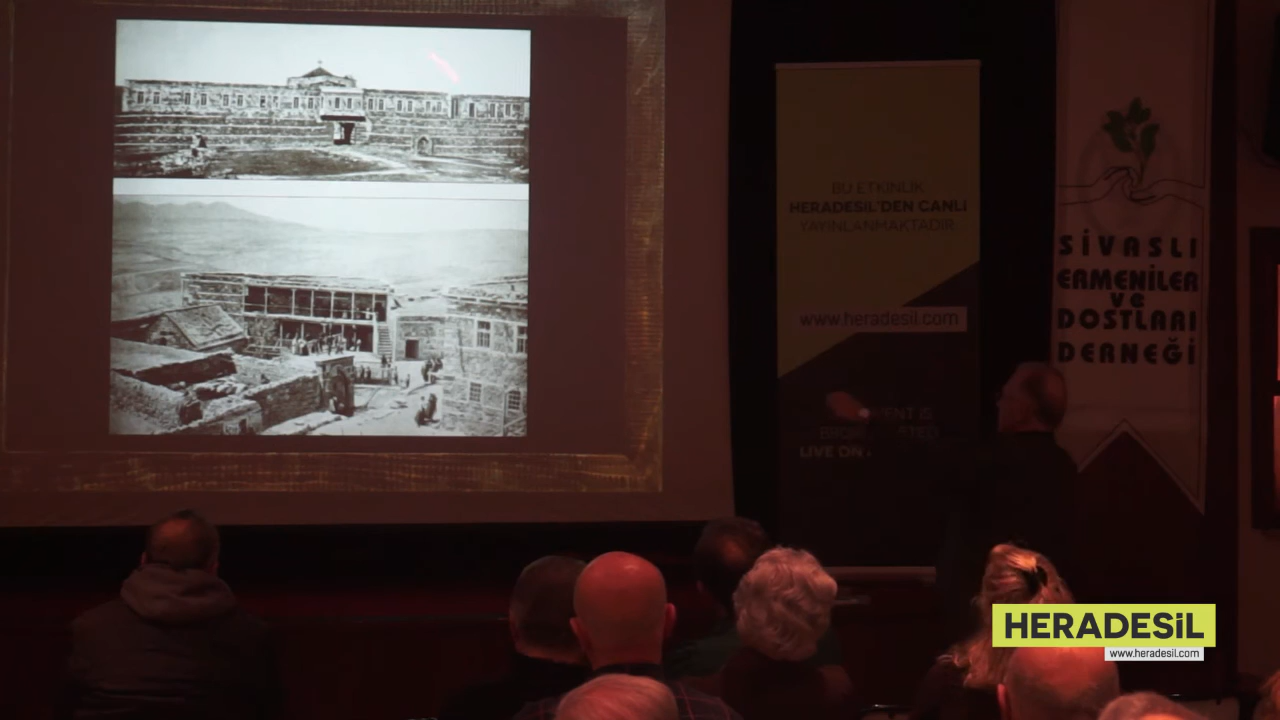 BU ETKİNLİK
HERADESİL'DEN CANLI
YAYINLANMAKTADIR
www.heradesil.com
LIVE ON
SİVASLI
ERMENİLER
ve
DOSTLARI
DERNEĞİ
HERADESiL
www.heradesil.com